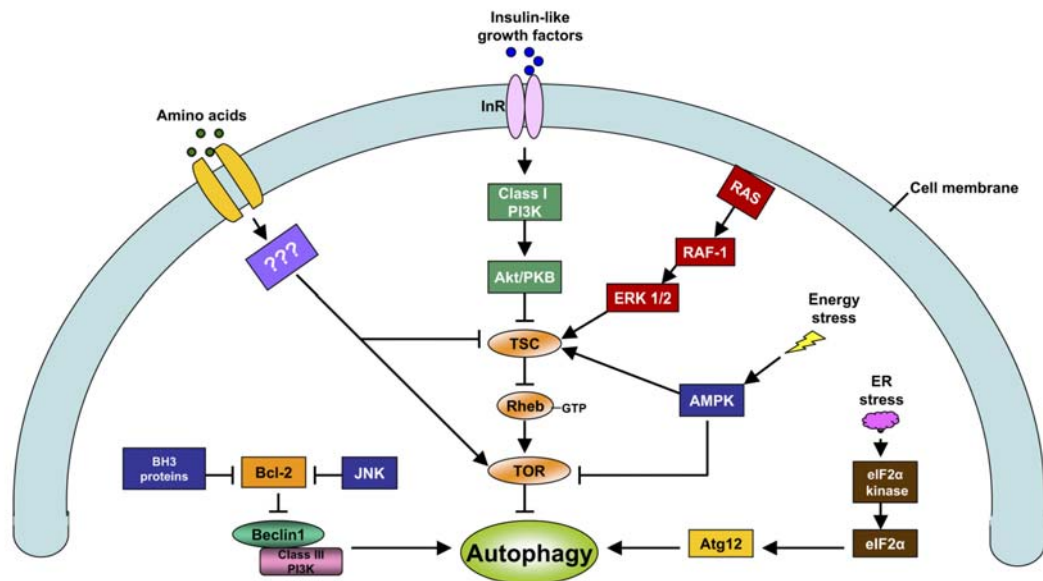 Insulin-like
growth factors
InR
Amino acids
Class I
PI3K
RAS
Cell membrane
???
RAF-1
Akt/PKB
ERK 1/2
Energy
stress
TSC
ER
stress
AMPK
Rheb
GTP
BH3
proteins
Bcl-2
JNK
TOR
eIF2α
kinase
Beclin1
Class III
PI3K
Autophagy
Atg12
eIF2α